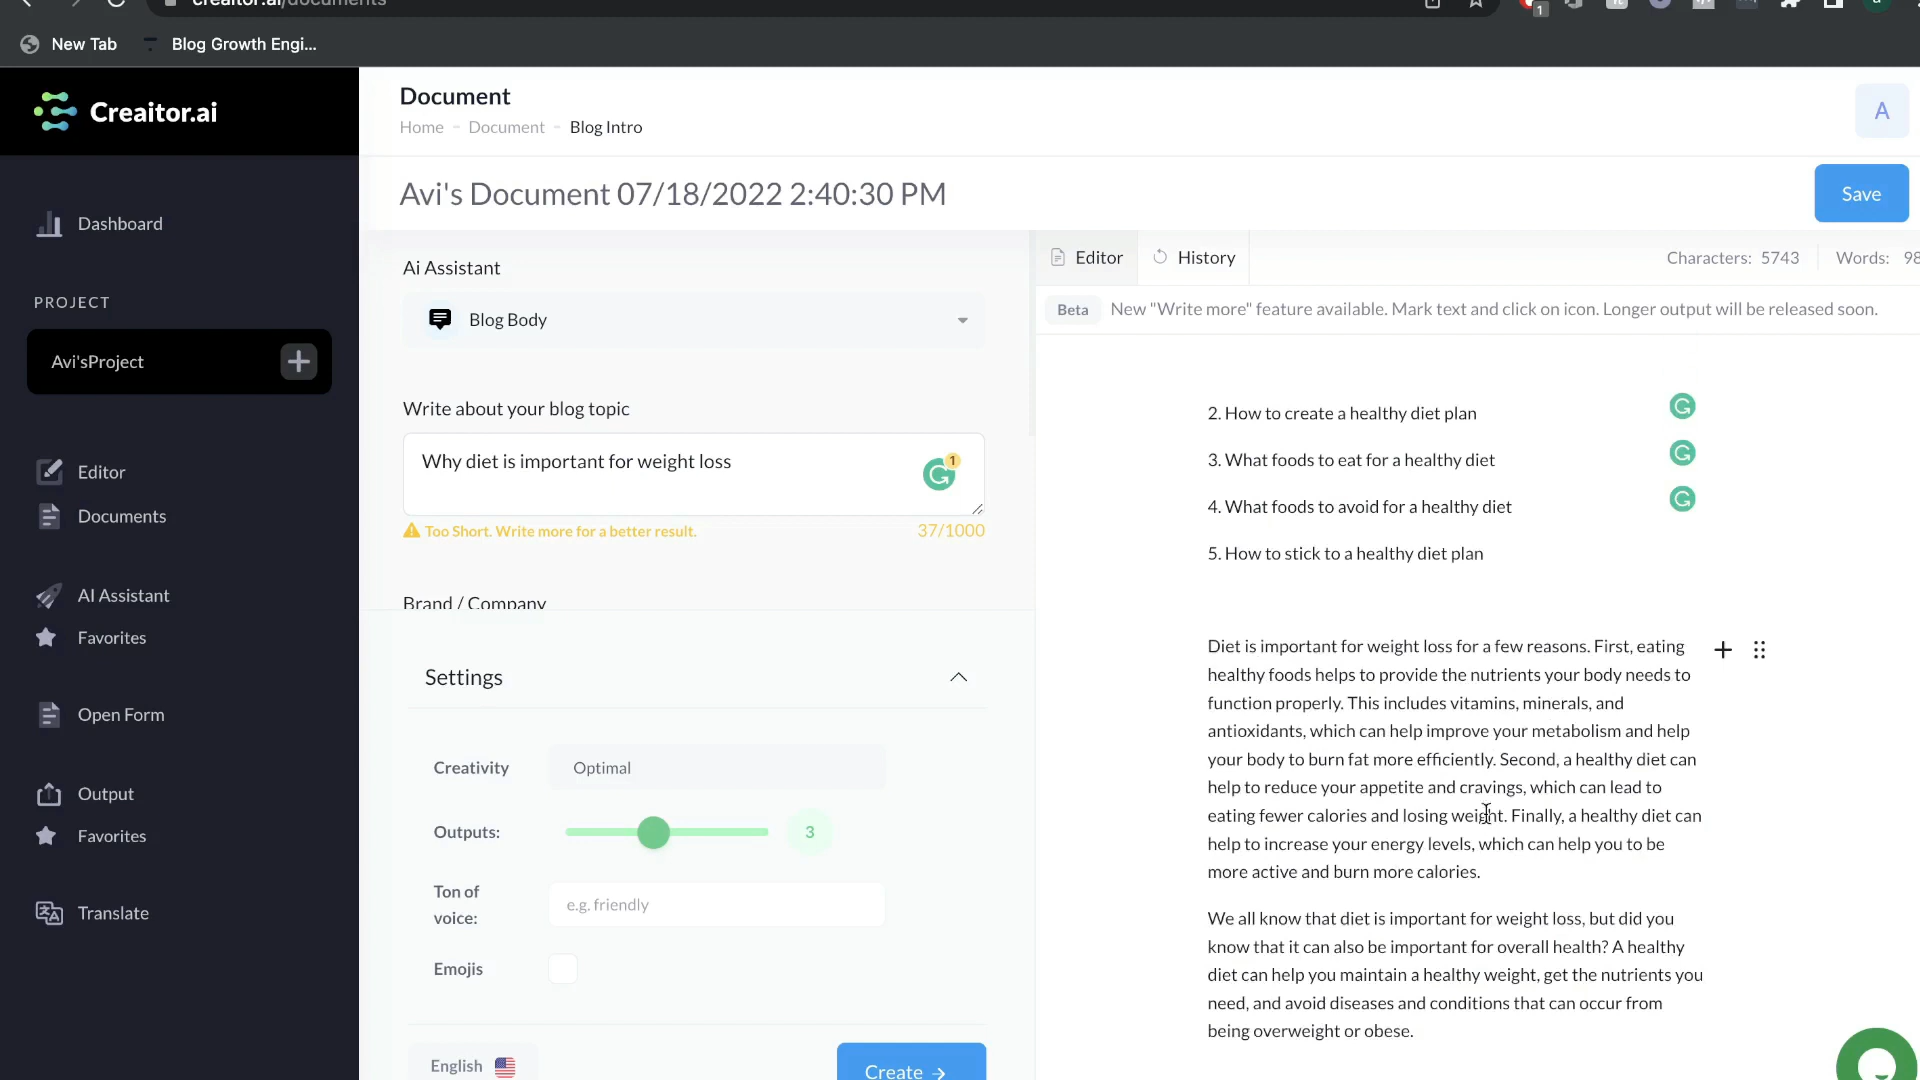 creaitor.ai/documents
1
New Tab
Blog Growth Engi...
Creaitor.ai
Document
Home - Document - Blog Intro
A
Avi's Document 07/18/2022 2:40:30 PM
Save
Dashboard
PROJECT
Avi'sProject
Editor
Documents
AI Assistant
Favorites
Open Form
Output
Favorites
Translate
Ai Assistant
Blog Body
Write about your blog topic
Why diet is important for weight loss
1
Too Short. Write more for a better result.
37/1000
Brand / Company
Settings
Creativity
Optimal
Outputs:
3
Ton of
voice:
e.g. friendly
Emojis
English
Create
Editor
History
Characters: 5743
Words: 98
Beta
New "Write more" feature available. Mark text and click on icon. Longer output will be released soon.
2. How to create a healthy diet plan
3. What foods to eat for a healthy diet
4. What foods to avoid for a healthy diet
5. How to stick to a healthy diet plan
Diet is important for weight loss for a few reasons. First, eating
healthy foods helps to provide the nutrients your body needs to
function properly. This includes vitamins, minerals, and
antioxidants, which can help improve your metabolism and help
your body to burn fat more efficiently. Second, a healthy diet can
help to reduce your appetite and cravings, which can lead to
eating fewer calories and losing weight. Finally, a healthy diet can
help to increase your energy levels, which can help you to be
more active and burn more calories.
We all know that diet is important for weight loss, but did you
know that it can also be important for overall health? A healthy
diet can help you maintain a healthy weight, get the nutrients you
need, and avoid diseases and conditions that can occur from
being overweight or obese.